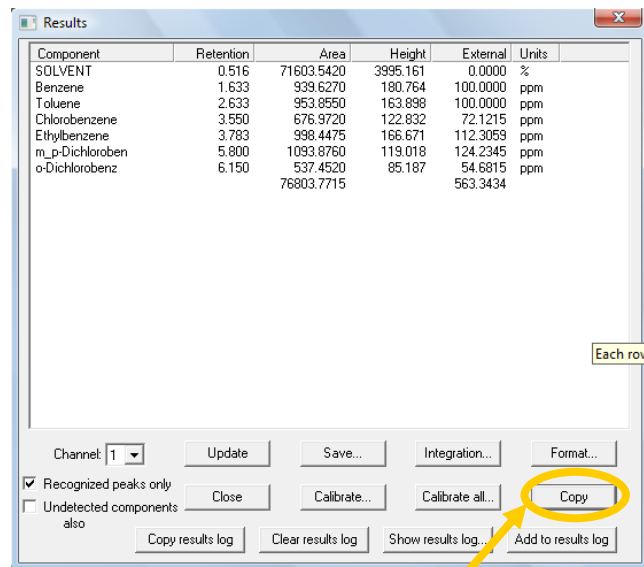 Results
Component Retention Area Height External Units
SOLVENT 0.516 71603.5420 3995.161 0.0000 %
Benzene 1.633 939.6270 180.764 100.0000 ppm
Toluene 2.633 953.8550 163.898 100.0000 ppm
Chlorobenzene 3.550 676.9720 122.832 72.1215 ppm
Ethylbenzene 3.783 998.4475 166.671 112.3059 ppm
m_p-Dichloroben 5.800 1093.8760 119.018 124.2345 ppm
o-Dichlorobenz 6.150 537.4520 85.187 54.6815 ppm
76803.7715 563.3434
Each row
Channel: 1 Update Save... Integration... Format...
Recognized peaks only
Undetected components also
Close Calibrate... Calibrate all... Copy
Copy results log Clear results log Show results log... Add to results log